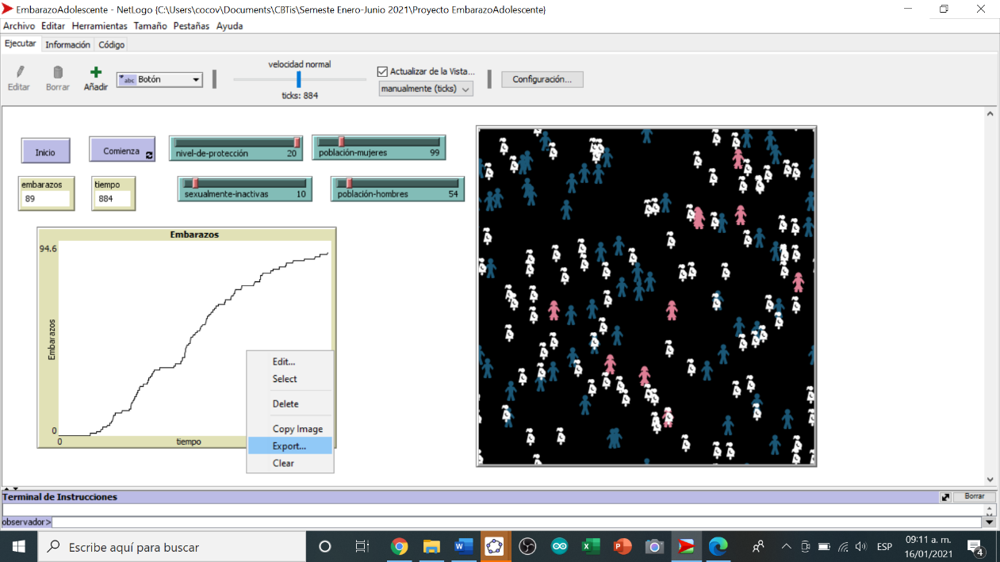 EmbarazoAdolescente - NetLogo {C:\Users\cocov\Documents\CBTis\Semeste Enero-Junio 2021\Proyecto EmbarazoAdolescente}
Archivo Editar Herramientas Tamaño Pestañas Ayuda
Ejecutar Información Código
velocidad normal
Actualizar de la Vista...
Editar Borrar Añadir abc Botón
manualmente (ticks)
Configuración...
ticks: 884
Inicio
Comienza
nivel-de-protección 20
población-mujeres 99
embarazos
89
tiempo
884
sexualmente-inactivas 10
población-hombres 54
Embarazos
94.6
Embarazos
0
0
tiempo
Edit...
Select
Delete
Copy Image
Export...
Clear
Terminal de Instrucciones
Borrar
observador>
Escribe aquí para buscar
ESP
09:11 a. m.
16/01/2021
4